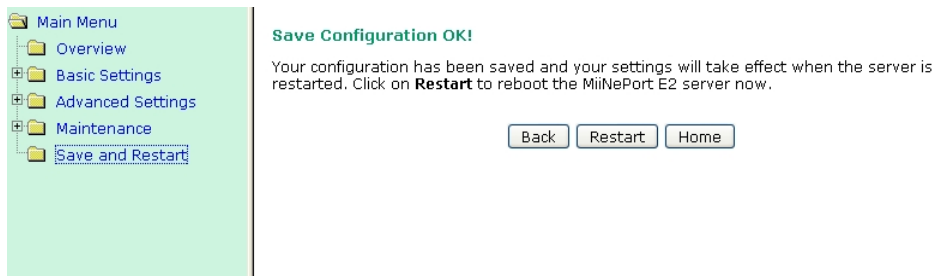 Main Menu
Overview
Basic Settings
Advanced Settings
Maintenance
Save and Restart
Save Configuration OK!
Your configuration has been saved and your settings will take effect when the server is
restarted. Click on Restart to reboot the MiiNePort E2 server now.
Back Restart Home